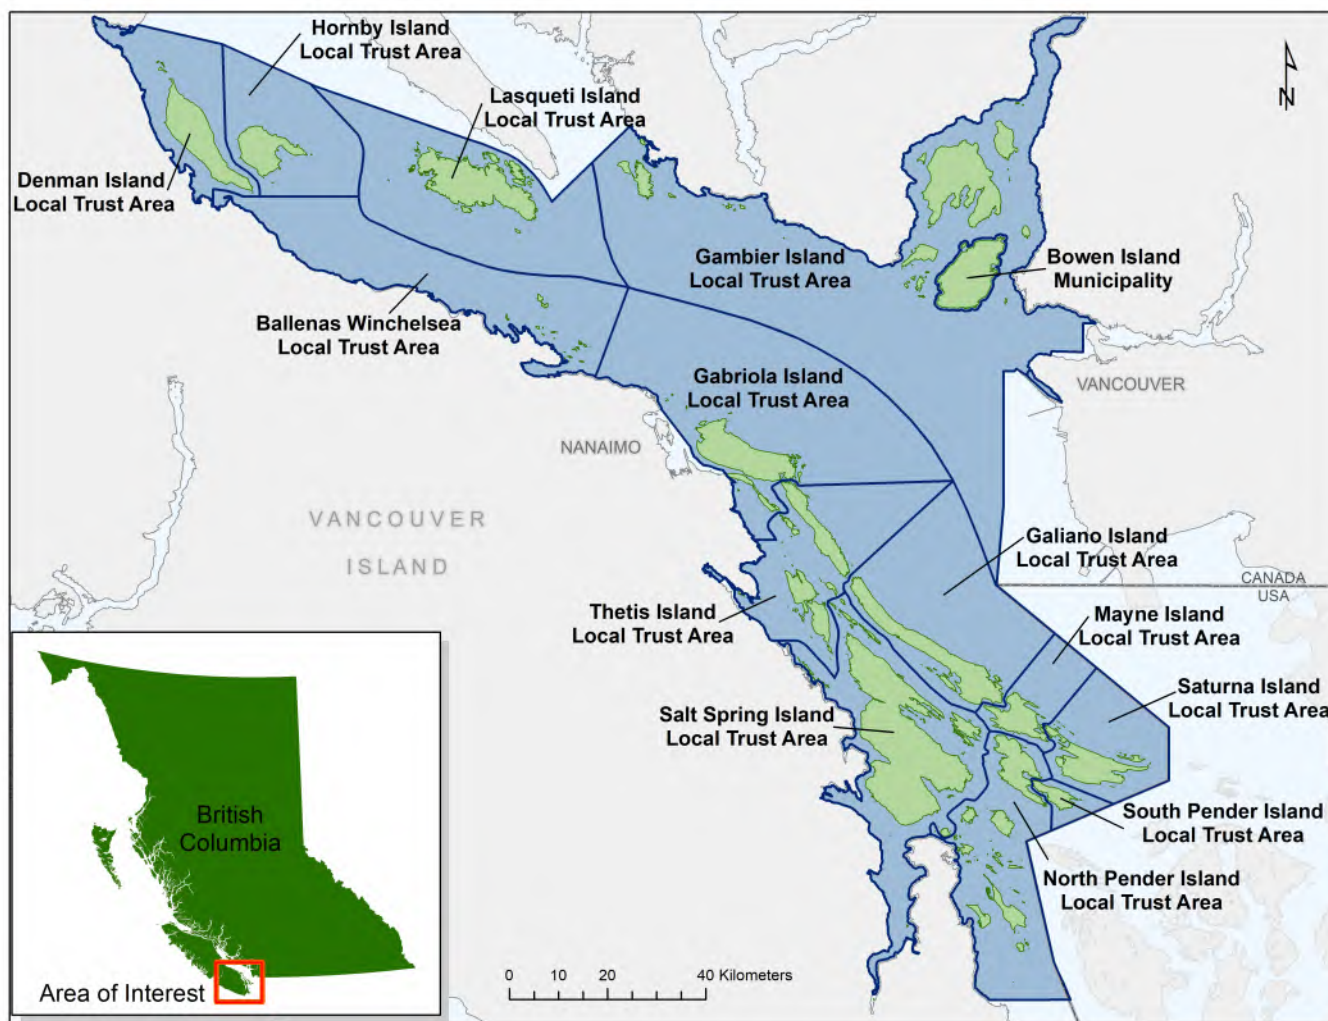 Hornby Island
Local Trust Area
N
Lasqueti Island
Local Trust Area
Denman Island
Local Trust Area
Gambier Island
Local Trust Area
Bowen Island
Municipality
Ballenas Winchelsea
Local Trust Area
Gabriola Island
Local Trust Area
VANCOUVER
NANAIMO
VANCOUVER
ISLAND
Galiano Island
Local Trust Area
CANADA
USA
Thetis Island
Local Trust Area
Mayne Island
Local Trust Area
Saturna Island
Local Trust Area
Salt Spring Island
Local Trust Area
South Pender Island
Local Trust Area
North Pender Island
Local Trust Area
British
Columbia
Area of Interest
0 10 20 40 Kilometers